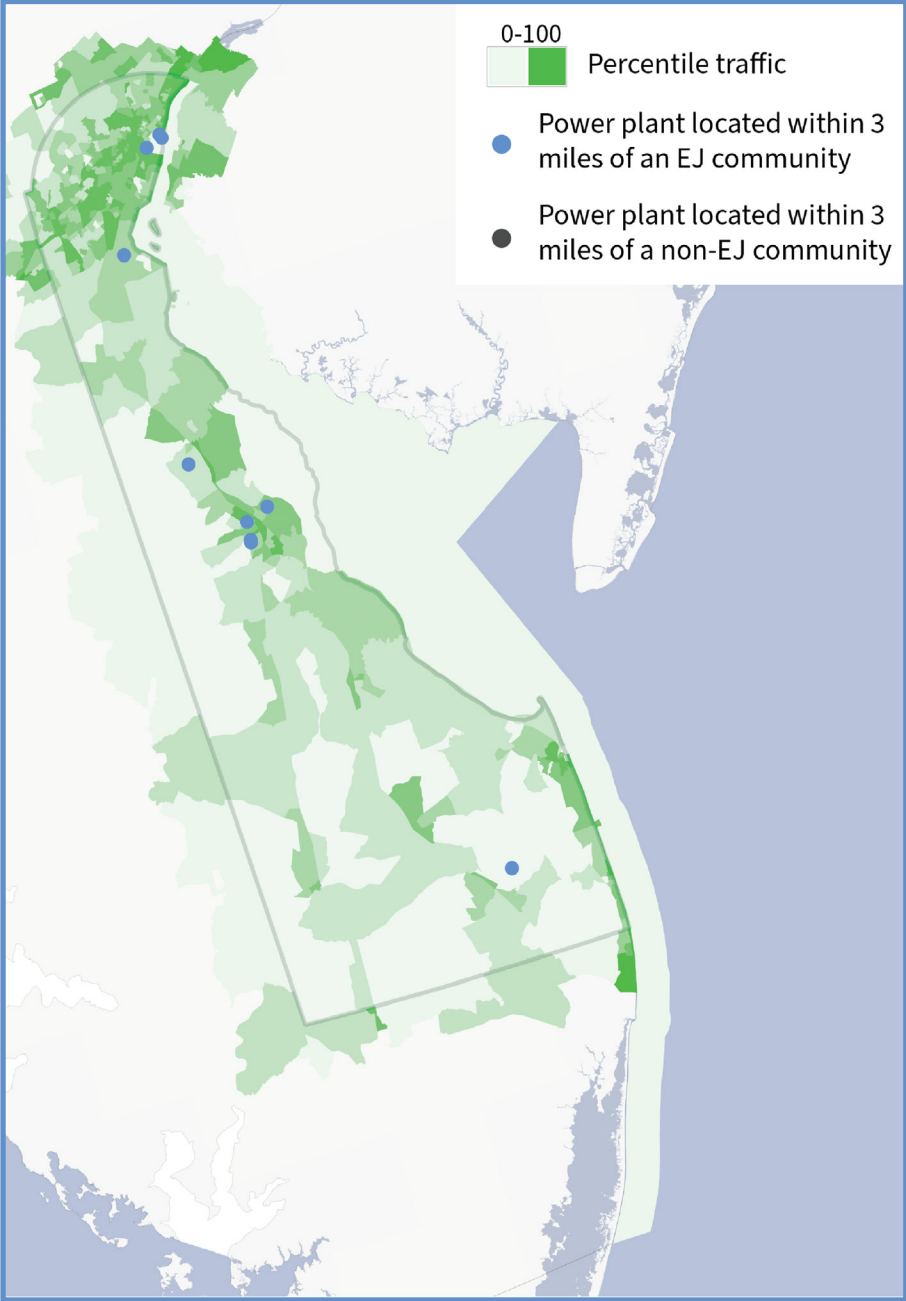 0-100
Percentile traffic
Power plant located within 3
miles of an EJ community
Power plant located within 3
miles of a non-EJ community